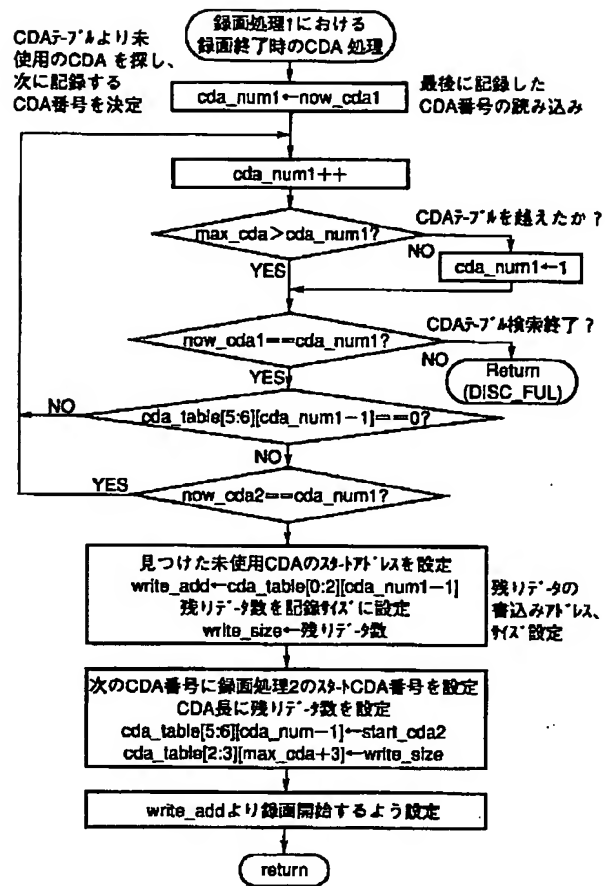 録画処理1における
録画終了時のCDA 処理
CDAテーブルより未
使用のCDA を探し、
次に記録する
CDA番号を決定
cda_num1←now_cda1
最後に記録した
CDA番号の読み込み
cda_num1++
max_cda>cda_num1?
CDAテーブルを越えたか？
NO
YES
cda_num1←1
now_cda1==cda_num1?
CDAテーブル検索終了？
NO
YES
Return
(DISC_FUL)
NO
cda_table[5:6][cda_num1−1]==0?
NO
YES
now_cda2==cda_num1?
見つけた未使用CDAのスタートアドレスを設定
write_add←cda_table[0:2][cda_num1−1]
残りデータ数を記録サイズに設定
write_size←残りデータ数
残りデータの
書込みアドレス、
サイズ設定
次のCDA番号に録画処理2のスタートCDA番号を設定
CDA長に残りデータ数を設定
cda_table[5:6][cda_num−1]←start_cda2
cda_table[2:3][max_cda+3]←write_size
write_addより録画開始するよう設定
return